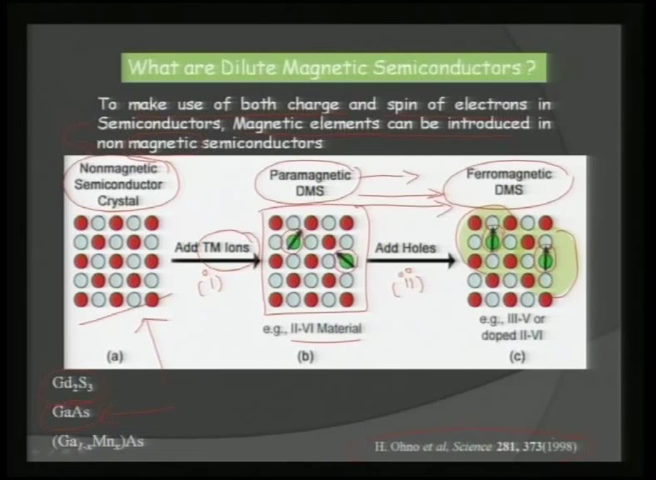 What are Dilute Magnetic Semiconductors ?
To make use of both charge and spin of electrons in
Semiconductors, Magnetic elements can be introduced in
non magnetic semiconductors
Nonmagnetic
Semiconductor
Crystal
Paramagnetic
DMS
Ferromagnetic
DMS
Add TM Ions
(i)
Add Holes
(ii)
e.g., II-VI Material
e.g., III-V or
doped II-VI
(a)
(b)
(c)
Gd₂S₃
GaAs
(Ga₁₋ₓMnₓ)As
H. Ohno et al, Science 281, 373(1998)